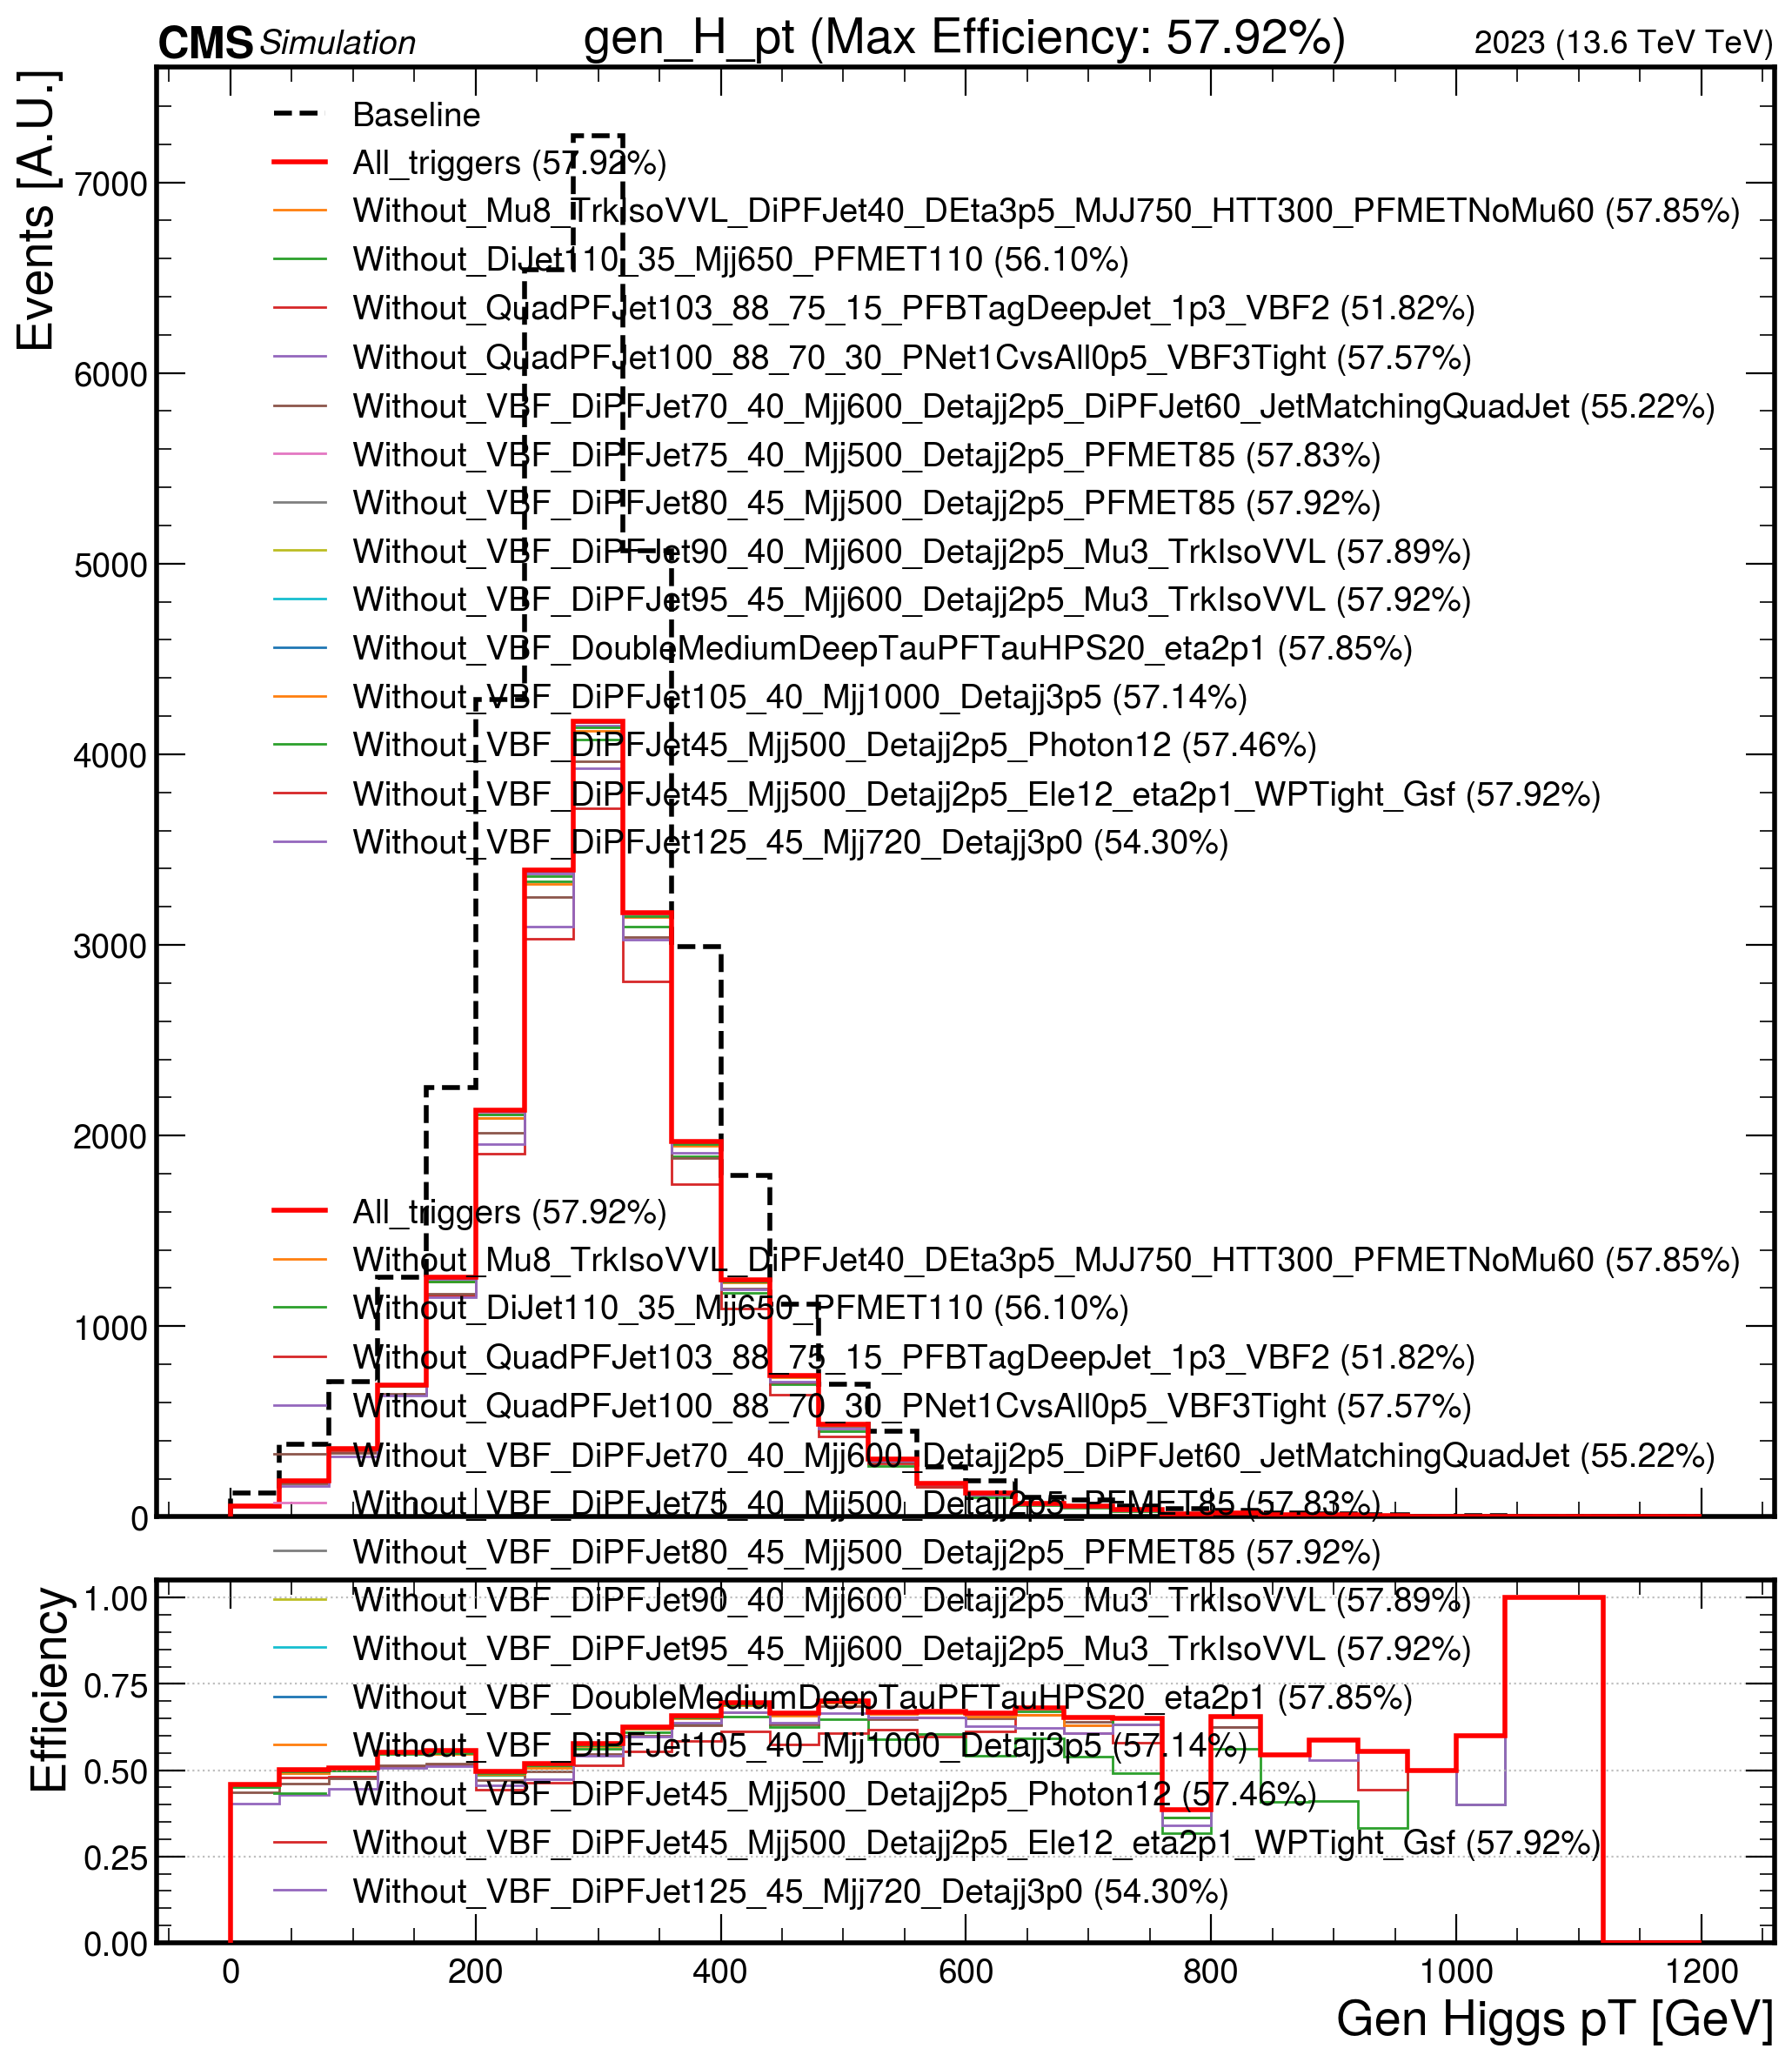 CMS Simulation gen_H_pt (Max Efficiency: 57.92%) 2023 (13.6 TeV TeV)
Events [A.U.]
Baseline
All_triggers (57.92%)
7000
Without_Mu8_TrkIsoVVL_DiPFJet40_DEta3p5_MJJ750_HTT300_PFMETNoMu60 (57.85%)
Without_DiJet110_35_Mjj650_PFMET110 (56.10%)
Without_QuadPFJet103_88_75_15_PFBTagDeepJet_1p3_VBF2 (51.82%)
Without_QuadPFJet100_88_70_30_PNet1CvsAll0p5_VBF3Tight (57.57%)
6000
Without_VBF_DiPFJet70_40_Mjj600_Detajj2p5_DiPFJet60_JetMatchingQuadJet (55.22%)
Without_VBF_DiPFJet75_40_Mjj500_Detajj2p5_PFMET85 (57.83%)
Without_VBF_DiPFJet80_45_Mjj500_Detajj2p5_PFMET85 (57.92%)
Without_VBF_DiPFJet90_40_Mjj600_Detajj2p5_Mu3_TrkIsoVVL (57.89%)
5000
Without_VBF_DiPFJet95_45_Mjj600_Detajj2p5_Mu3_TrkIsoVVL (57.92%)
Without_VBF_DoubleMediumDeepTauPFTauHPS20_eta2p1 (57.85%)
Without_VBF_DiPFJet105_40_Mjj1000_Detajj3p5 (57.14%)
Without_VBF_DiPFJet45_Mjj500_Detajj2p5_Photon12 (57.46%)
4000
Without_VBF_DiPFJet45_Mjj500_Detajj2p5_Ele12_eta2p1_WPTight_Gsf (57.92%)
Without_VBF_DiPFJet125_45_Mjj720_Detajj3p0 (54.30%)
3000
2000
All_triggers (57.92%)
Without_Mu8_TrkIsoVVL_DiPFJet40_DEta3p5_MJJ750_HTT300_PFMETNoMu60 (57.85%)
Without_DiJet110_35_Mjj650_PFMET110 (56.10%)
1000
Without_QuadPFJet103_88_75_15_PFBTagDeepJet_1p3_VBF2 (51.82%)
Without_QuadPFJet100_88_70_30_PNet1CvsAll0p5_VBF3Tight (57.57%)
Without_VBF_DiPFJet70_40_Mjj600_Detajj2p5_DiPFJet60_JetMatchingQuadJet (55.22%)
Without_VBF_DiPFJet75_40_Mjj500_Detajj2p5_PFMET85 (57.83%)
0
Without_VBF_DiPFJet80_45_Mjj500_Detajj2p5_PFMET85 (57.92%)
Efficiency
1.00
Without_VBF_DiPFJet90_40_Mjj600_Detajj2p5_Mu3_TrkIsoVVL (57.89%)
Without_VBF_DiPFJet95_45_Mjj600_Detajj2p5_Mu3_TrkIsoVVL (57.92%)
0.75
Without_VBF_DoubleMediumDeepTauPFTauHPS20_eta2p1 (57.85%)
Without_VBF_DiPFJet105_40_Mjj1000_Detajj3p5 (57.14%)
0.50
Without_VBF_DiPFJet45_Mjj500_Detajj2p5_Photon12 (57.46%)
Without_VBF_DiPFJet45_Mjj500_Detajj2p5_Ele12_eta2p1_WPTight_Gsf (57.92%)
0.25
Without_VBF_DiPFJet125_45_Mjj720_Detajj3p0 (54.30%)
0.00
0 200 400 600 800 1000 1200
Gen Higgs pT [GeV]